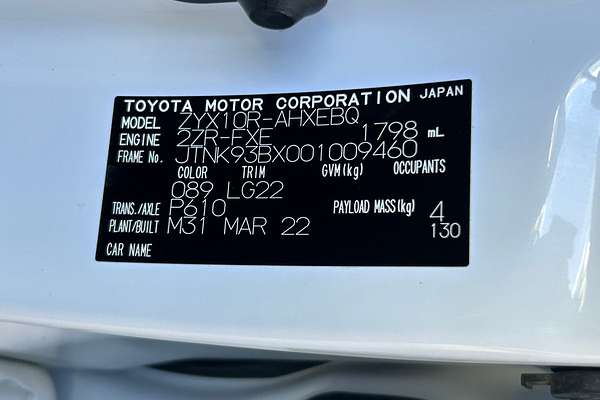 TOYOTA MOTOR CORPORATION JAPAN
MODEL ZYX10R-AHXEBQ
ENGINE 2ZR-FXE 1798 mL
FRAME No. JTNK93BX001009460
COLOR TRIM GVM(kg) OCCUPANTS
089 LG22
TRANS./AXLE P610 PAYLOAD MASS(kg) 4
PLANT/BUILT M31 MAR 22 130
CAR NAME